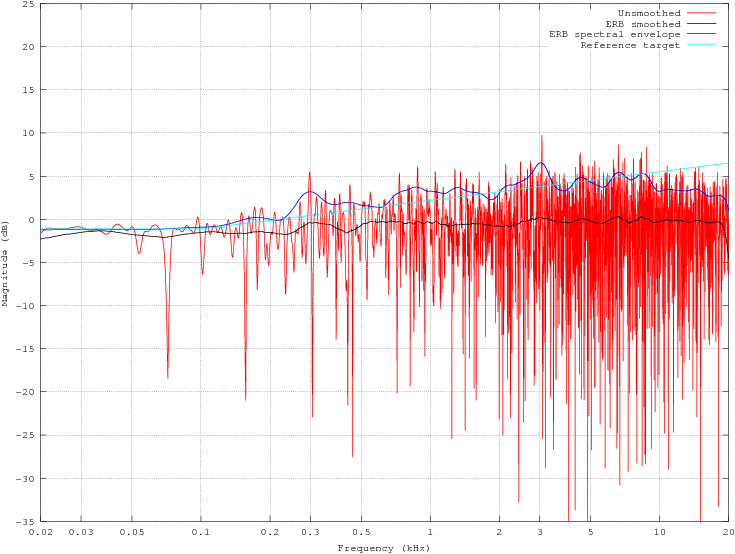 25
20
15
10
5
0
-5
-10
-15
-20
-25
-30
-35
Magnitude (dB)
Unsmoothed
ERB smoothed
ERB spectral envelope
Reference target
0.02 0.03 0.05 0.1 0.2 0.3 0.5 1 2 3 5 10 20
Frequency (kHz)